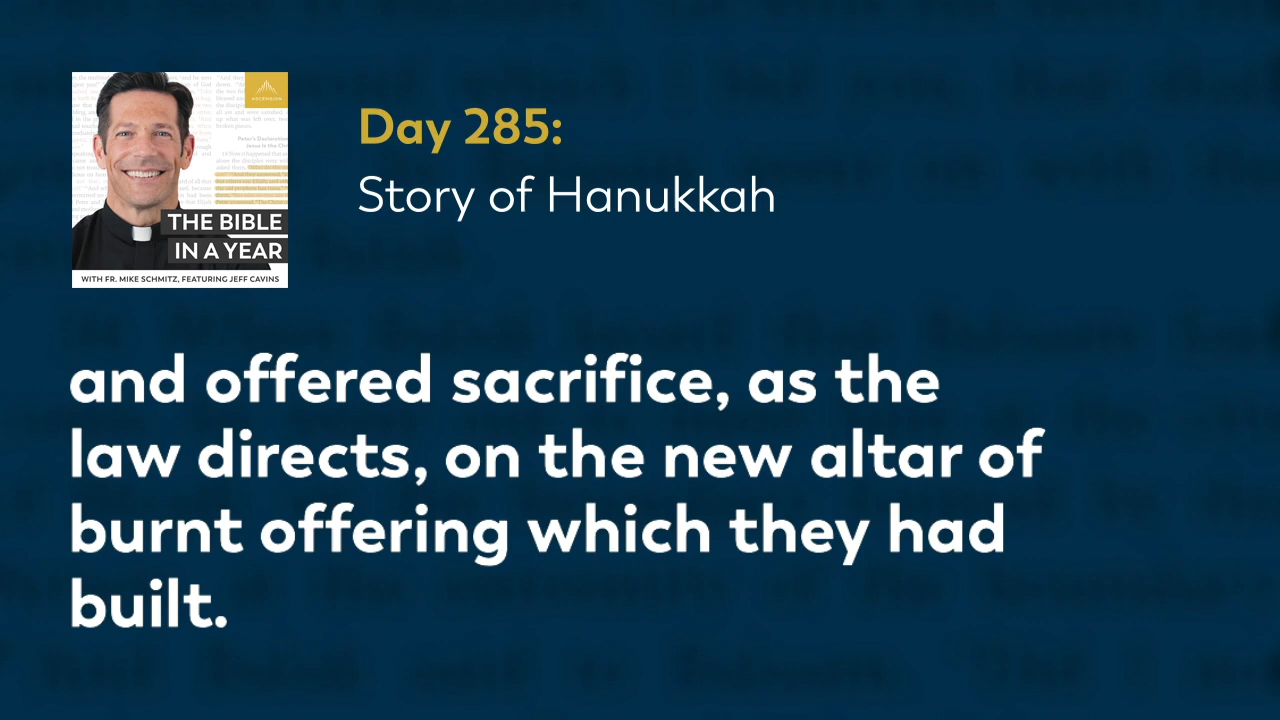 ASCENSION
THE BIBLE
IN A YEAR
WITH FR. MIKE SCHMITZ, FEATURING JEFF CAVINS
Day 285:
Story of Hanukkah
and offered sacrifice, as the
law directs, on the new altar of
burnt offering which they had
built.